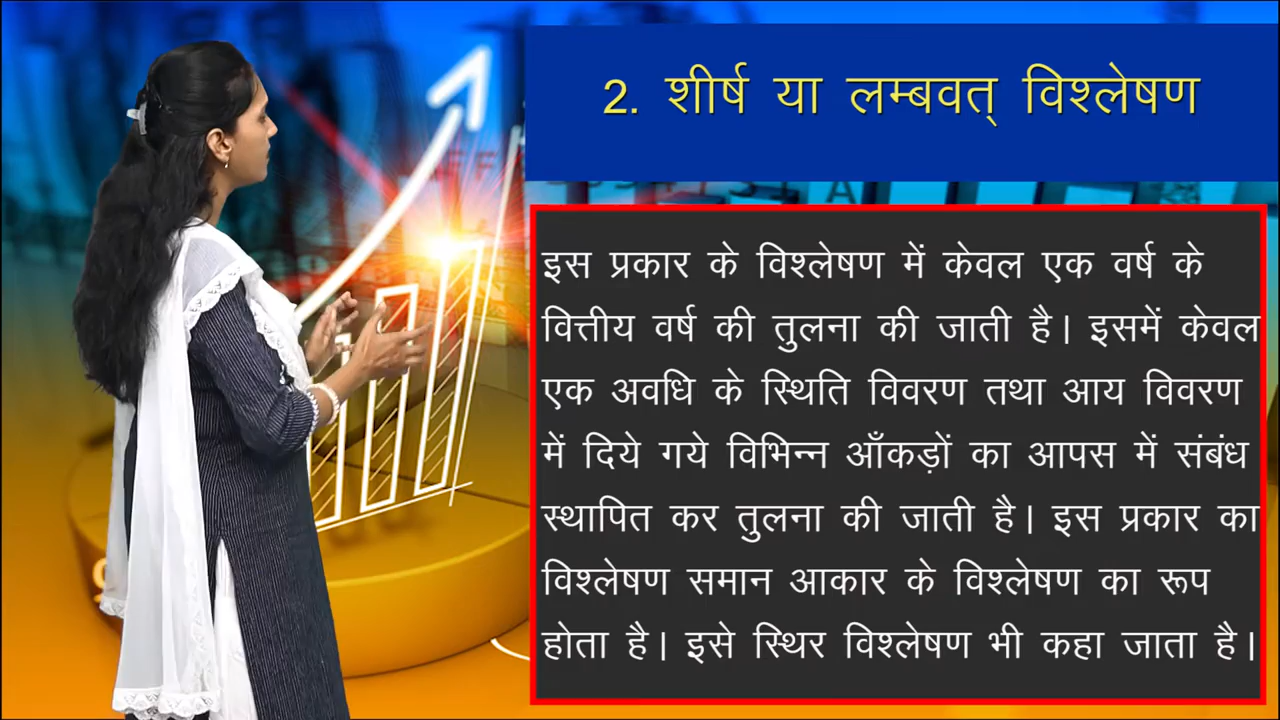 2. शीर्ष या लम्बवत् विश्लेषण
इस प्रकार के विश्लेषण में केवल एक वर्ष के
वित्तीय वर्ष की तुलना की जाती है। इसमें केवल
एक अवधि के स्थिति विवरण तथा आय विवरण
में दिये गये विभिन्न आँकड़ों का आपस में संबंध
स्थापित कर तुलना की जाती है। इस प्रकार का
विश्लेषण समान आकार के विश्लेषण का रूप
होता है। इसे स्थिर विश्लेषण भी कहा जाता है।